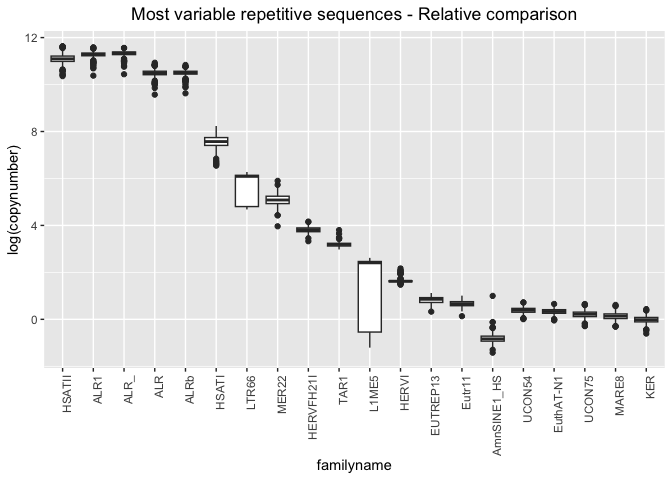 Most variable repetitive sequences - Relative comparison
12
8
4
0
log(copynumber)
HSATII
ALR1
ALR_
ALR
ALRb
HSATI
LTR66
MER22
HERVFH21I
TAR1
L1ME5
HERVI
EUTREP13
Eutr11
AmnSINE1_HS
UCON54
EuthAT-N1
UCON75
MARE8
KER
familyname